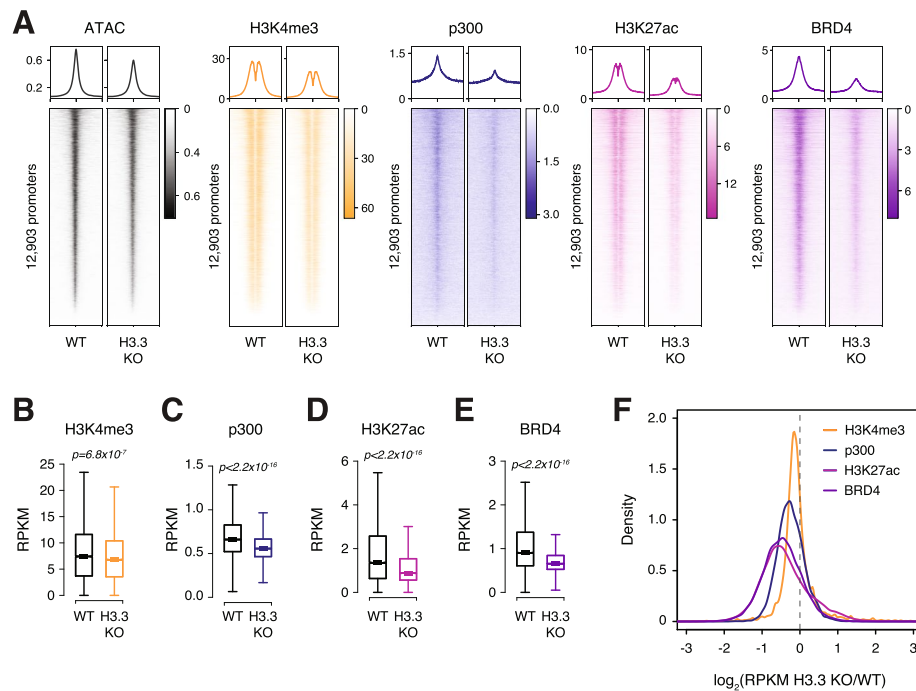 A
ATAC
H3K4me3
p300
H3K27ac
BRD4
0.6
0.2
30
0
1.5
0
10
0
5
0
12,903 promoters
0
0.4
0.6
12,903 promoters
0
30
60
12,903 promoters
0.0
1.5
3.0
12,903 promoters
0
6
12
12,903 promoters
0
3
6
WT H3.3 KO
WT H3.3 KO
WT H3.3 KO
WT H3.3 KO
WT H3.3 KO
B
H3K4me3
p=6.8x10-7
RPKM
25
20
15
10
5
0
WT H3.3
KO
C
p300
p<2.2x10-16
RPKM
1.5
1.0
0.5
0.0
WT H3.3
KO
D
H3K27ac
p<2.2x10-16
RPKM
6
4
2
0
WT H3.3
KO
E
BRD4
p<2.2x10-16
RPKM
3
2
1
0
WT H3.3
KO
F
H3K4me3
p300
H3K27ac
BRD4
Density
2.0
1.5
1.0
0.5
0
-3 -2 -1 0 1 2 3
log2(RPKM H3.3 KO/WT)